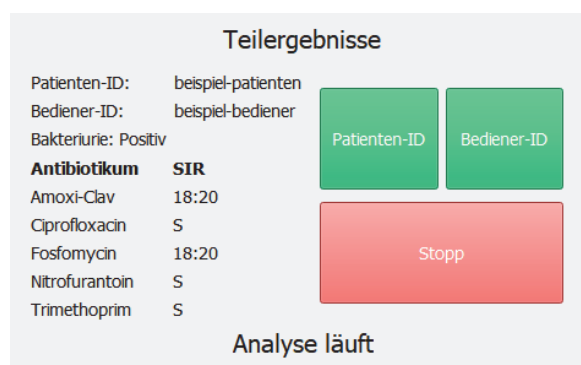 Teilergebnisse
Patienten-ID: beispiel-patienten
Bediener-ID: beispiel-bediener
Bakteriurie: Positiv
Antibiotikum SIR
Amoxi-Clav 18:20
Ciprofloxacin S
Fosfomycin 18:20
Nitrofurantoin S
Trimethoprim S
Patienten-ID
Bediener-ID
Stopp
Analyse läuft